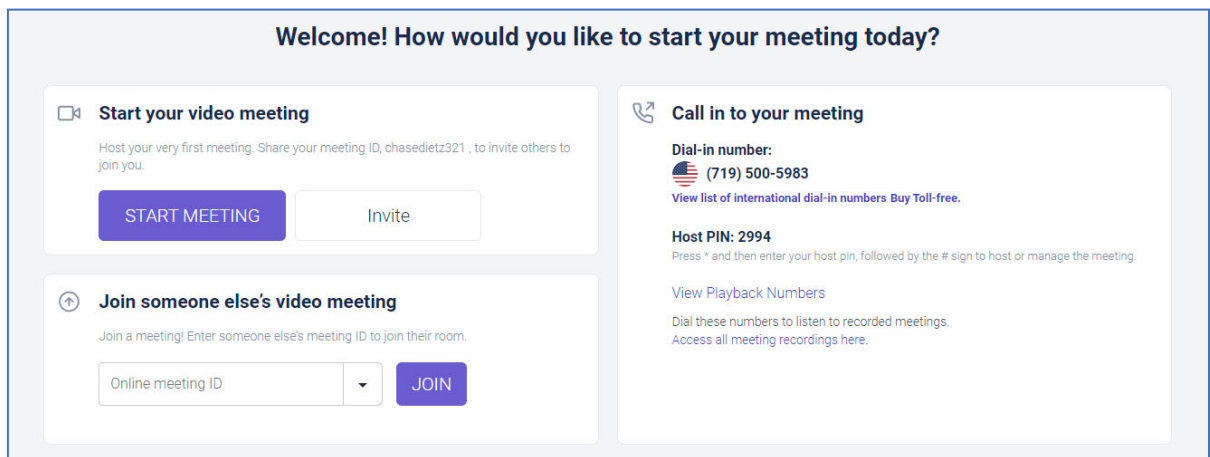 Welcome! How would you like to start your meeting today?
Start your video meeting
Host your very first meeting. Share your meeting ID, chasedietz321 , to invite others to
join you.
START MEETING
Invite
Join someone else's video meeting
Join a meeting! Enter someone else's meeting ID to join their room.
Online meeting ID
JOIN
Call in to your meeting
Dial-in number:
(719) 500-5983
View list of international dial-in numbers Buy Toll-free.
Host PIN: 2994
Press * and then enter your host pin, followed by the # sign to host or manage the meeting.
View Playback Numbers
Dial these numbers to listen to recorded meetings.
Access all meeting recordings here.